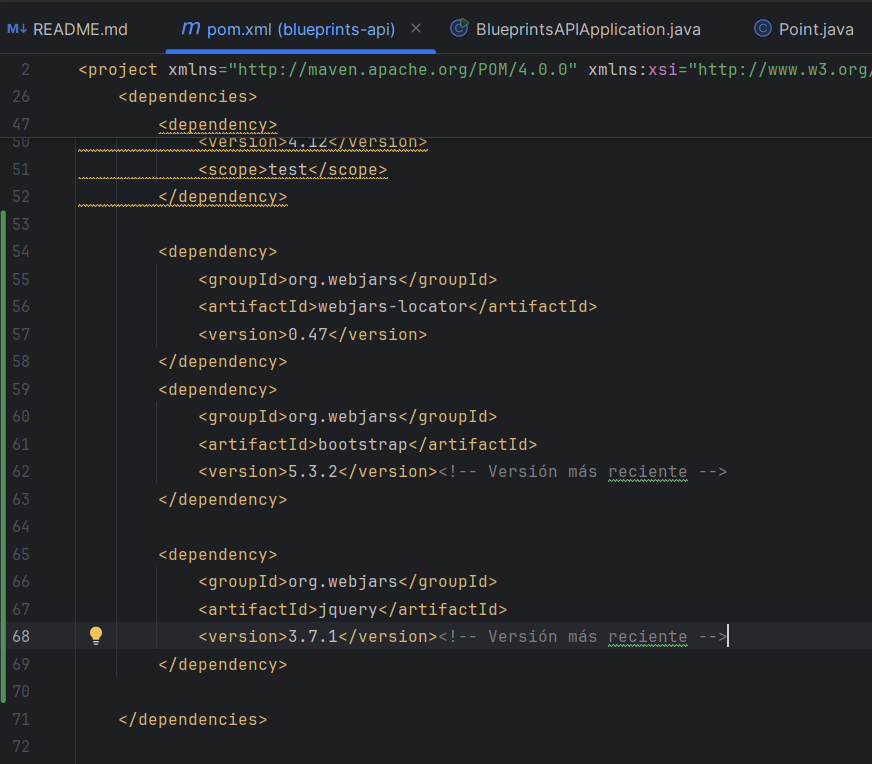 M↓ README.md m pom.xml (blueprints-api) × BlueprintsAPIApplication.java Point.java
2 <project xmlns="http://maven.apache.org/POM/4.0.0" xmlns:xsi="http://www.w3.org/
26 <dependencies>
47 <dependency>
50 <version>4.12</version>
51 <scope>test</scope>
52 </dependency>
53
54 <dependency>
55 <groupId>org.webjars</groupId>
56 <artifactId>webjars-locator</artifactId>
57 <version>0.47</version>
58 </dependency>
59 <dependency>
60 <groupId>org.webjars</groupId>
61 <artifactId>bootstrap</artifactId>
62 <version>5.3.2</version><!-- Versión más reciente -->
63 </dependency>
64
65 <dependency>
66 <groupId>org.webjars</groupId>
67 <artifactId>jquery</artifactId>
68 <version>3.7.1</version><!-- Versión más reciente -->
69 </dependency>
70
71 </dependencies>
72